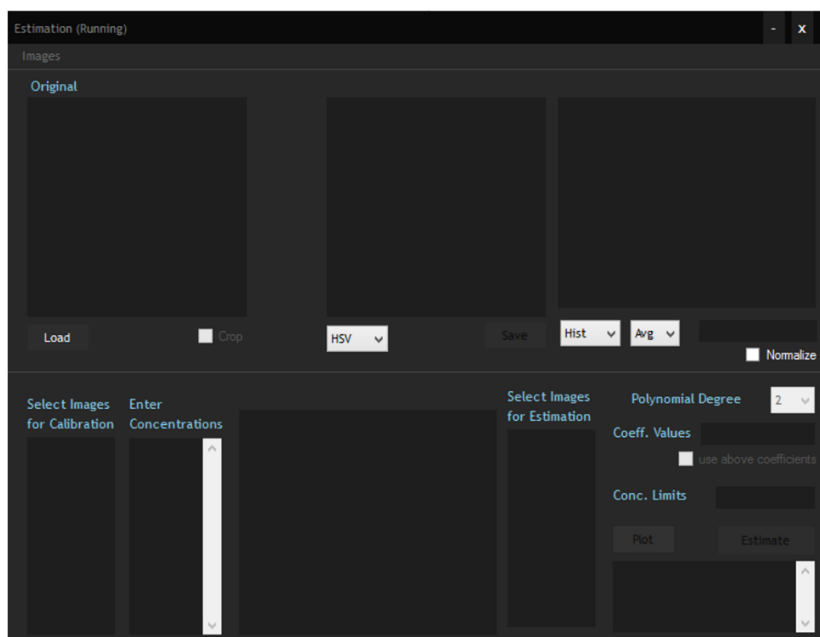 Estimation (Running)
- x
Images
Original
Load
Crop
HSV
Save
Hist
Avg
Normalize
Select Images
for Calibration
Enter
Concentrations
Select Images
for Estimation
Polynomial Degree
2
Coeff. Values
use above coefficients
Conc. Limits
Plot
Estimate